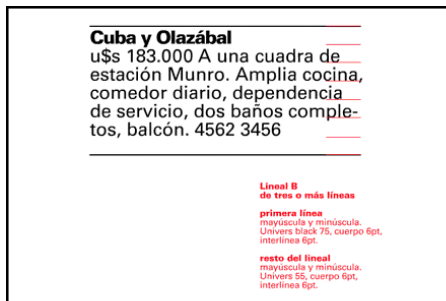 Cuba y Olazábal
u$s 183.000 A una cuadra de
estación Munro. Amplia cocina,
comedor diario, dependencia
de servicio, dos baños comple-
tos, balcón. 4562 3456
Lineal B
de tres o más líneas
primera línea
mayúscula y minúscula.
Univers black 75, cuerpo 6pt,
interlínea 6pt.
resto del lineal
mayúscula y minúscula.
Univers 55, cuerpo 6pt,
interlínea 6pt.